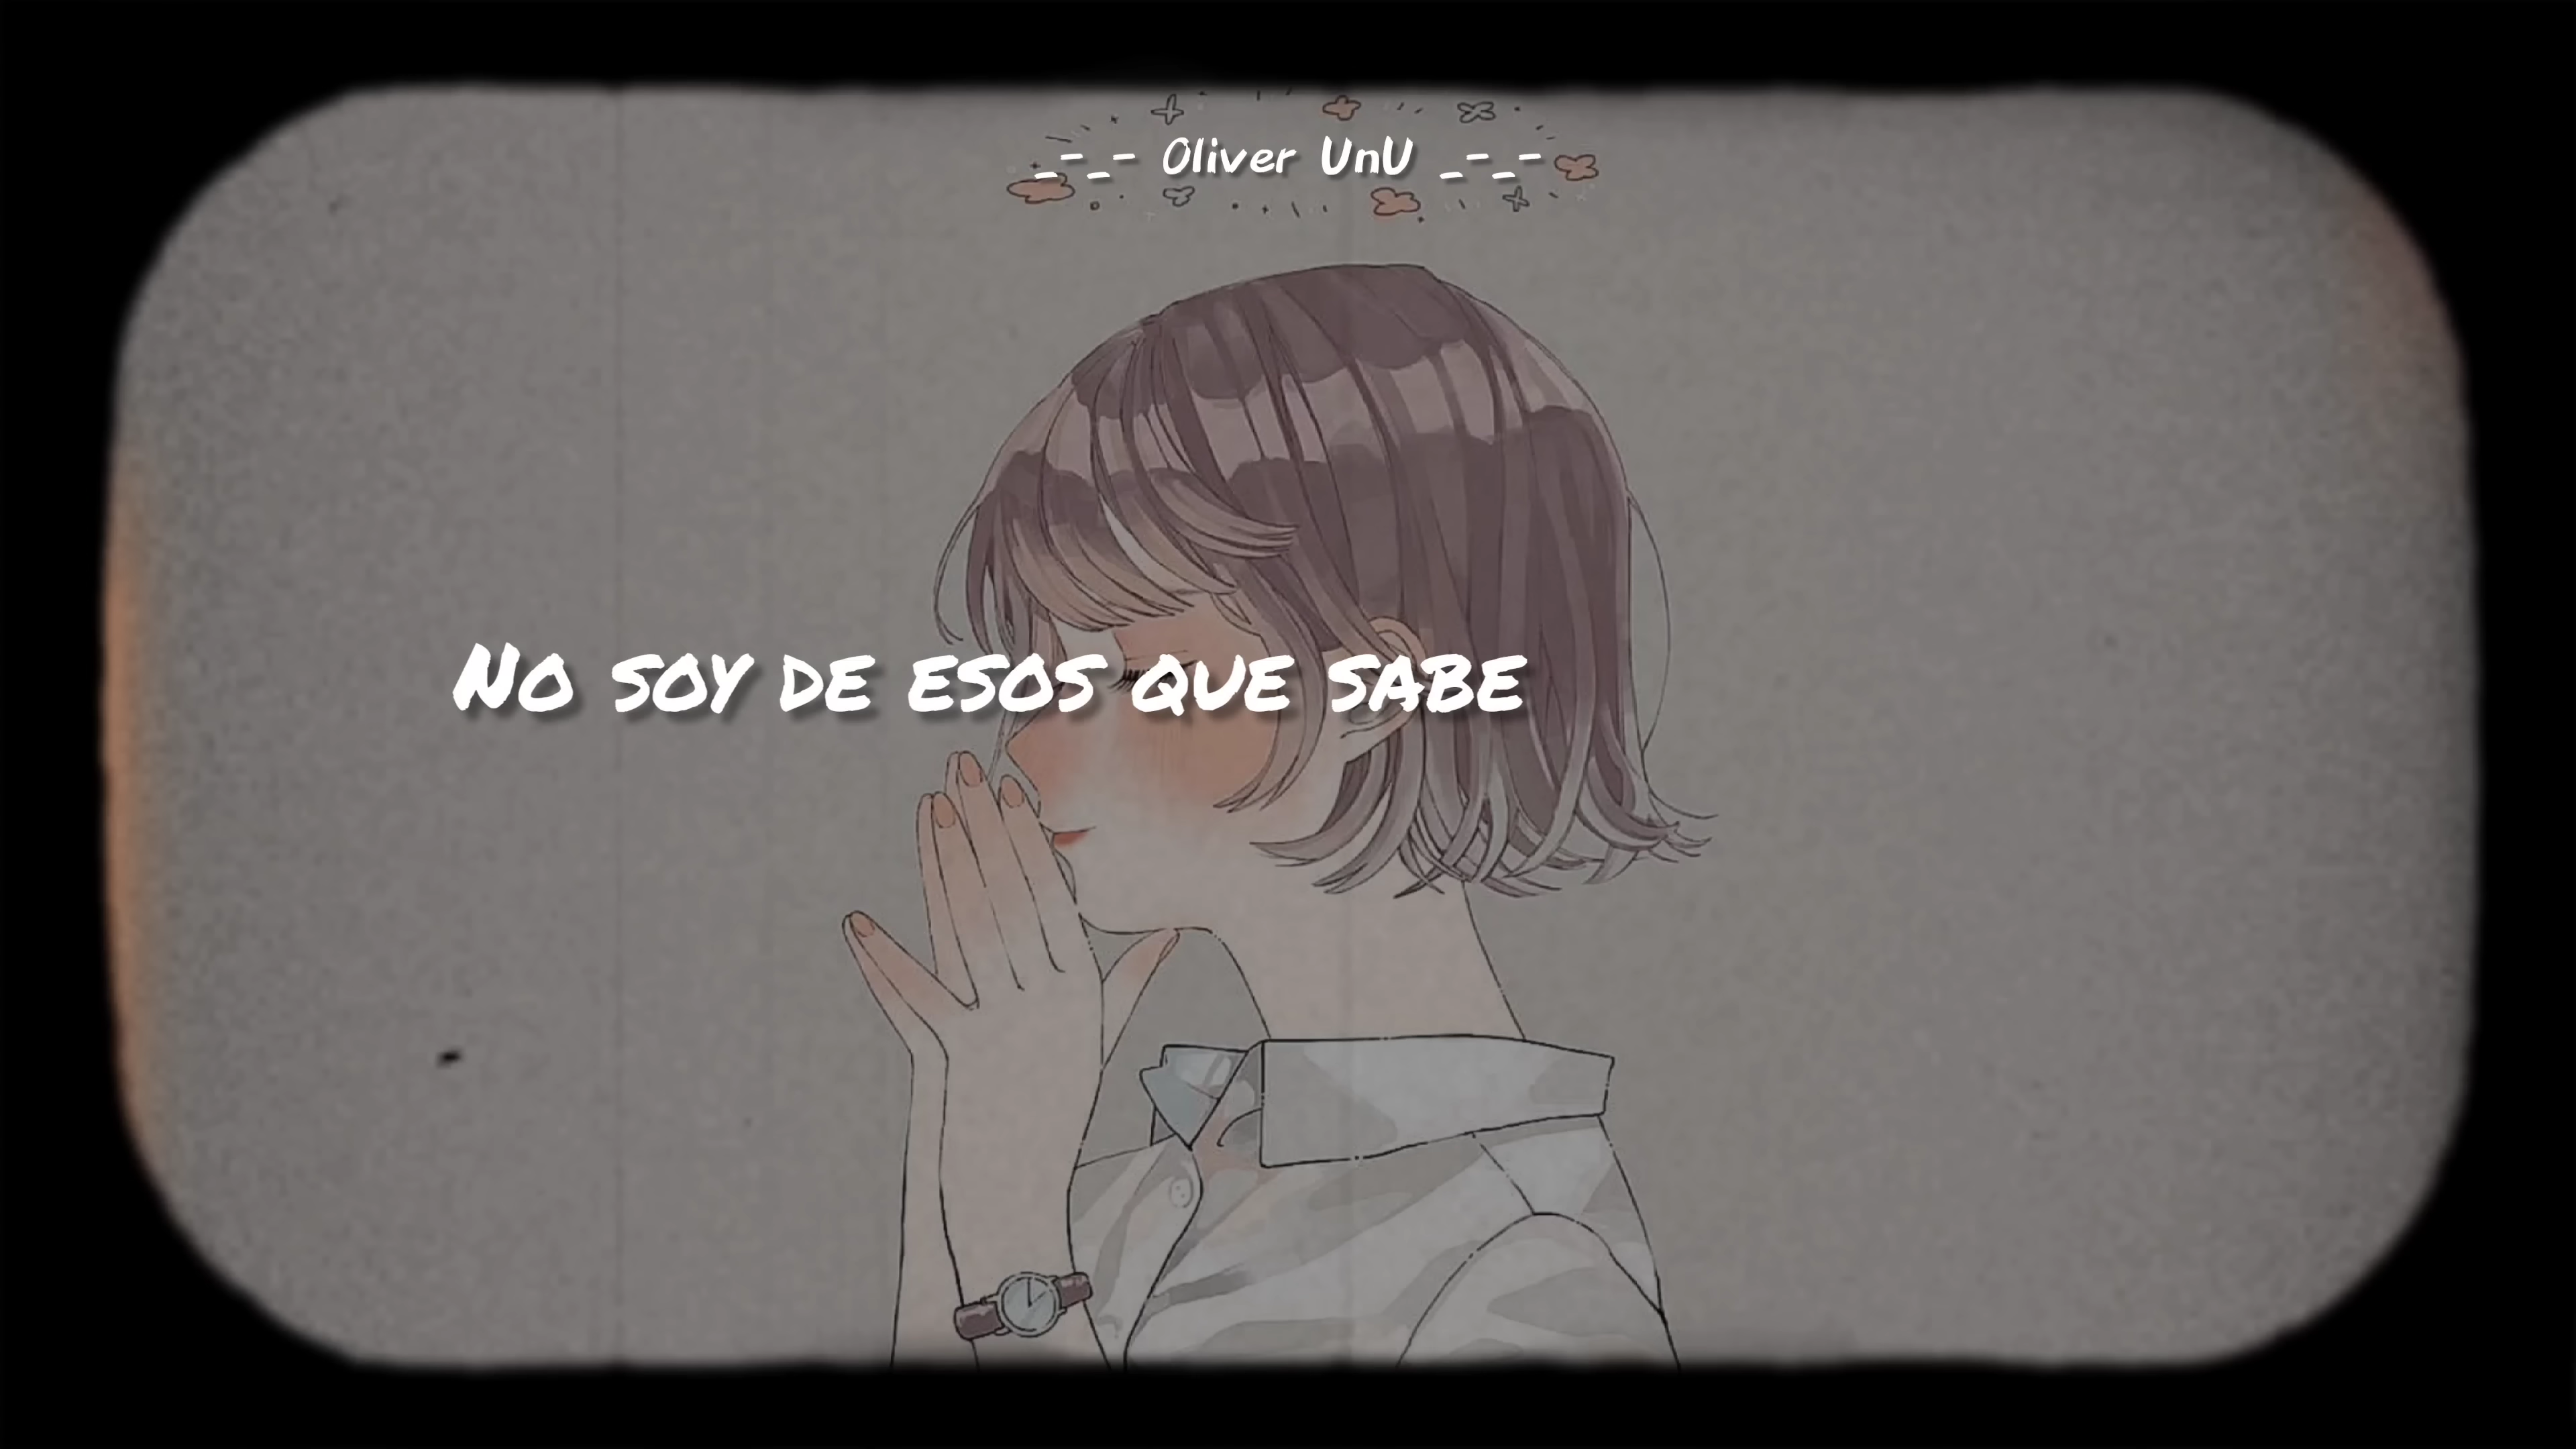 _-_- Oliver UnU _-_-
No soy de esos que sabe